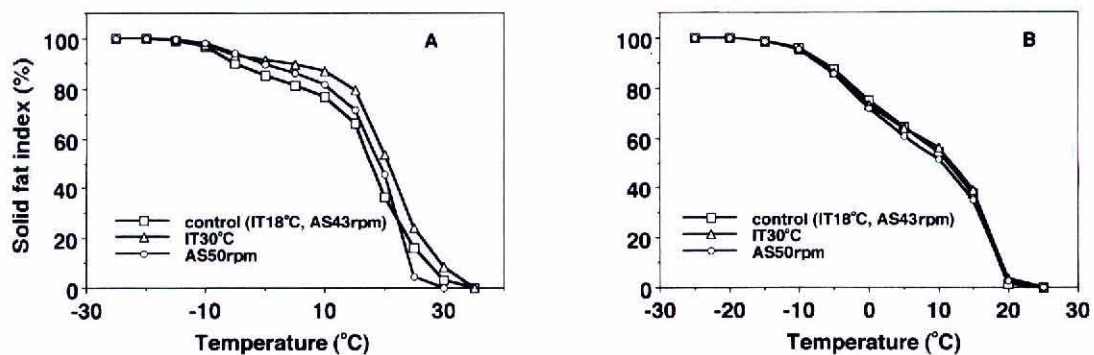 A
Solid fat index (%)
100
80
60
40
20
0
control (IT18°C, AS43rpm)
IT30°C
AS50rpm
-30
-10
10
30
Temperature (°C)
B
100
80
60
40
20
0
control (IT18°C, AS43rpm)
IT30°C
AS50rpm
-30
-20
-10
0
10
20
30
Temperature (°C)